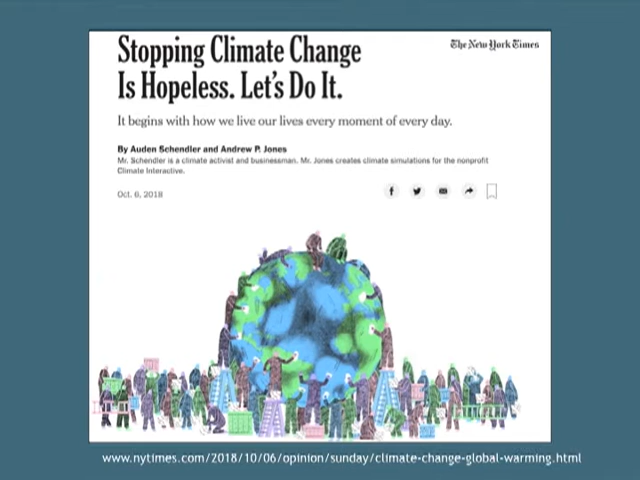 Stopping Climate Change
Is Hopeless. Let's Do It.
The New York Times
It begins with how we live our lives every moment of every day.
By Auden Schendler and Andrew P. Jones
Mr. Schendler is a climate activist and businessman. Mr. Jones creates climate simulations for the nonprofit
Climate Interactive.
Oct. 6, 2018
www.nytimes.com/2018/10/06/opinion/sunday/climate-change-global-warming.html